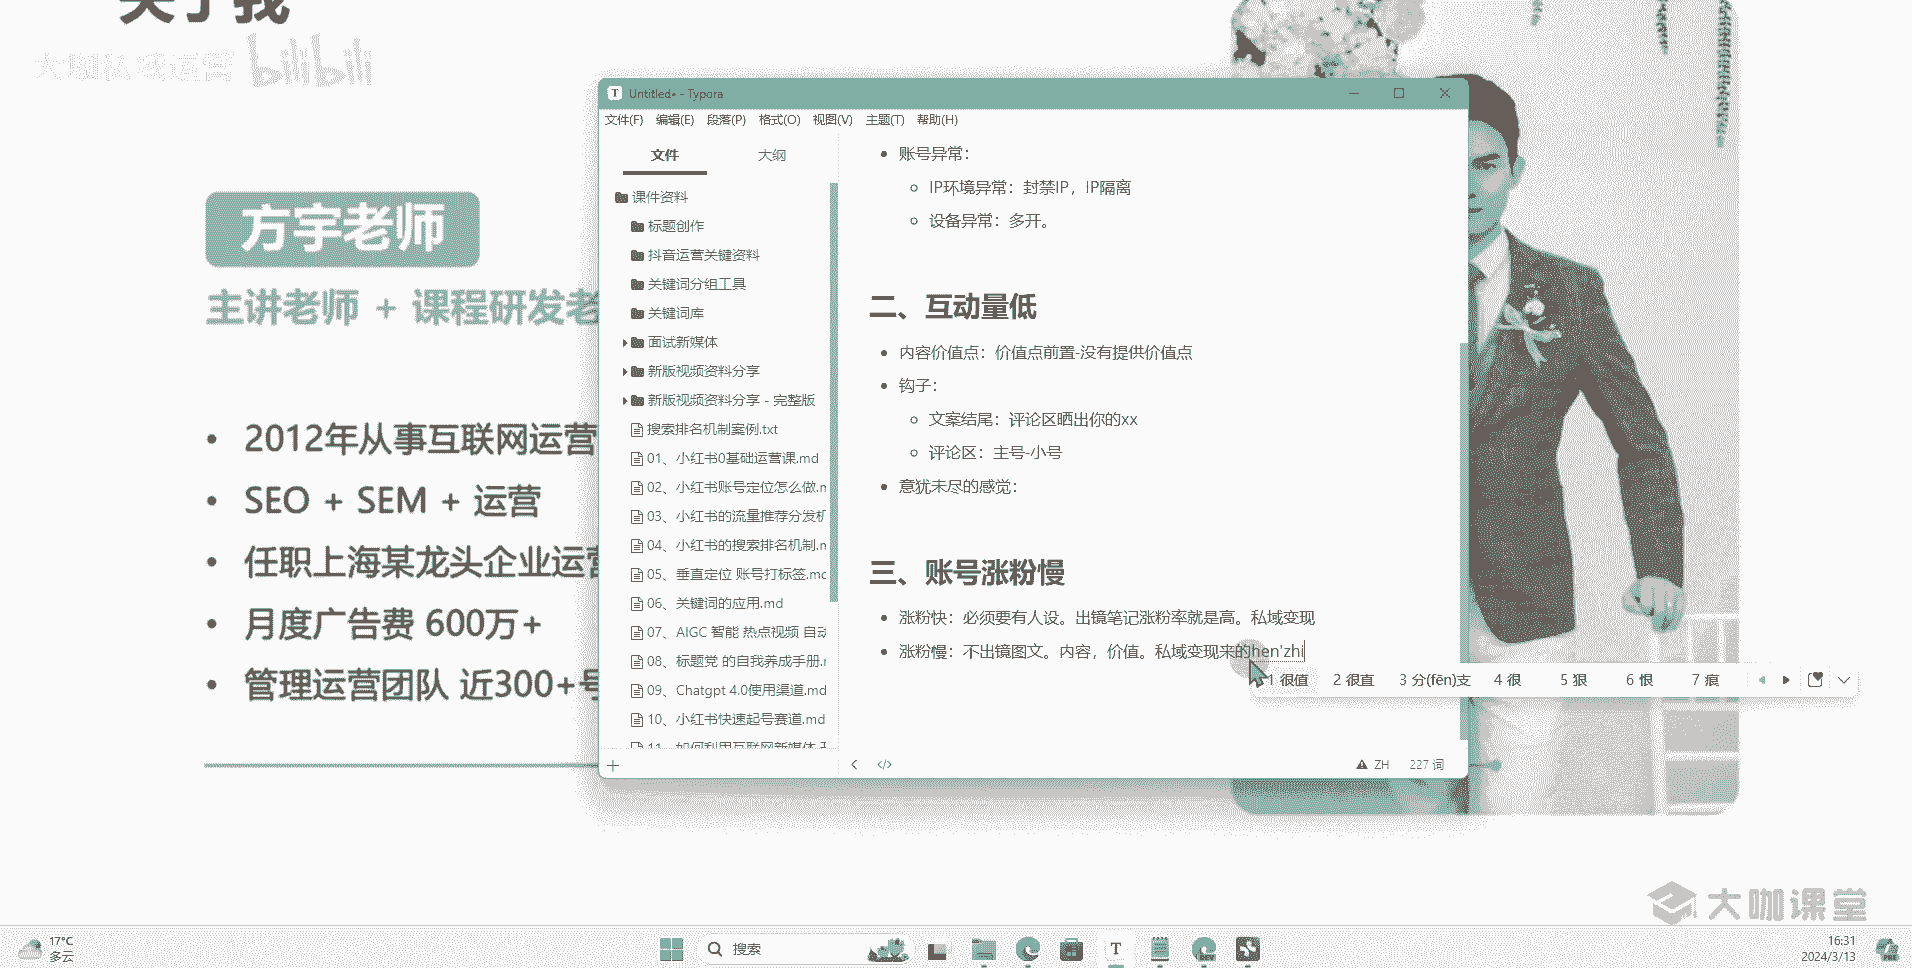 关于我
大咖私域运营 bilibili
方宇老师
主讲老师 + 课程研发老
2012年从事互联网运营
SEO + SEM + 运营
任职上海某龙头企业运营
月度广告费 600万+
管理运营团队 近300+号
Untitled• - Typora
文件(F) 编辑(E) 段落(P) 格式(O) 视图(V) 主题(T) 帮助(H)
文件 大纲
课件资料
标题创作
抖音运营关键资料
关键词分组工具
关键词库
面试新媒体
新版视频资料分享
新版视频资料分享 - 完整版
搜索排名机制案例.txt
01、小红书0基础运营课.md
02、小红书账号定位怎么做.m
03、小红书的流量推荐分发机
04、小红书的搜索排名机制.m
05、垂直定位 账号打标签.mc
06、关键词的应用.md
07、AIGC 智能 热点视频 自动
08、标题党 的自我养成手册.r
09、Chatgpt 4.0使用渠道.md
10、小红书快速起号赛道.md
11、如何利用互联网新媒体
账号异常：
IP环境异常：封禁IP，IP隔离
设备异常：多开。
二、互动量低
内容价值点：价值点前置-没有提供价值点
钩子：
文案结尾：评论区晒出你的xx
评论区：主号-小号
意犹未尽的感觉：
三、账号涨粉慢
涨粉快：必须要有人设。出镜笔记涨粉率就是高。私域变现
涨粉慢：不出镜图文。内容，价值。私域变现来的hen'zhi
1 很值 2 很直 3 分(fēn)支 4 很 5 狠 6 恨 7 痕
ZH 227 词
大咖课堂
17°C
多云
搜索
T
DEV
16:31
2024/3/13
PRE